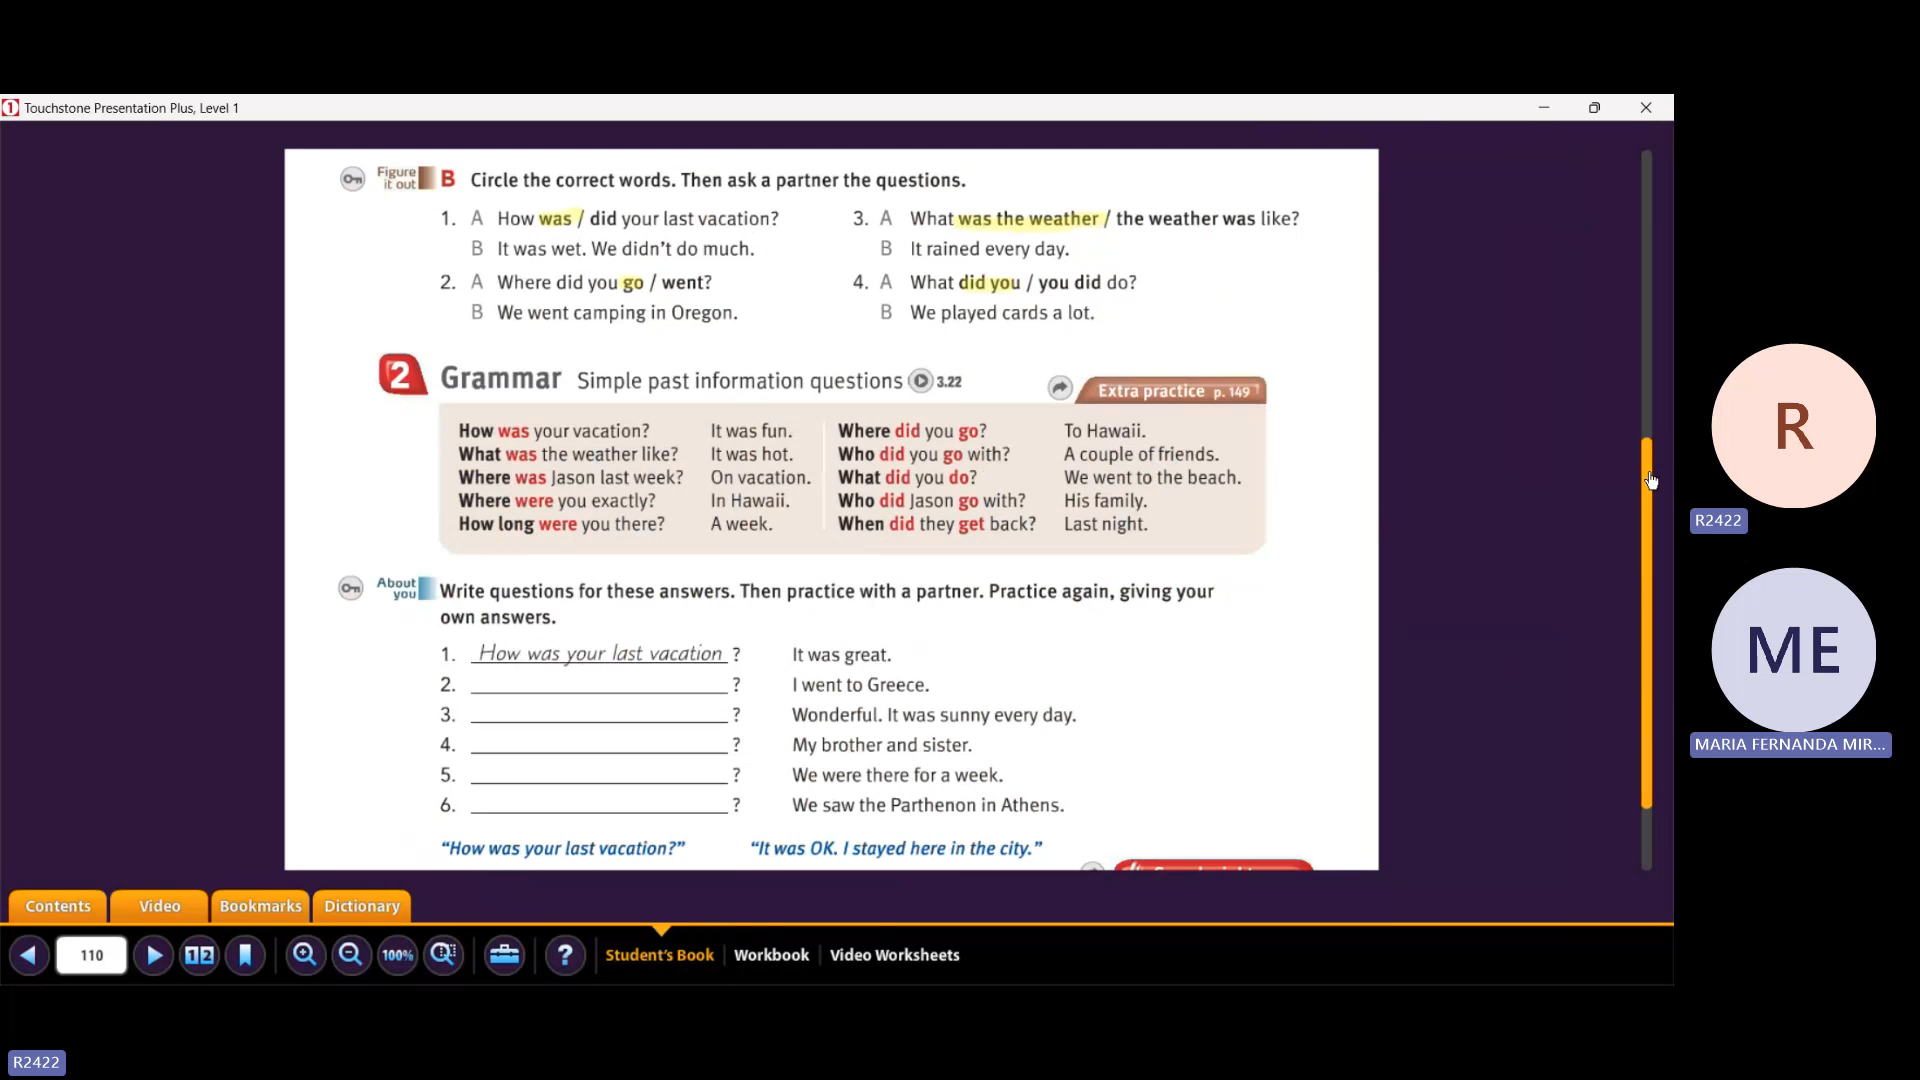 Touchstone Presentation Plus, Level 1
Figure it out B Circle the correct words. Then ask a partner the questions.
1. A How was / did your last vacation?
B It was wet. We didn't do much.
2. A Where did you go / went?
B We went camping in Oregon.
3. A What was the weather / the weather was like?
B It rained every day.
4. A What did you / you did do?
B We played cards a lot.
2 Grammar Simple past information questions 3.22
Extra practice p. 149
How was your vacation? It was fun.
What was the weather like? It was hot.
Where was Jason last week? On vacation.
Where were you exactly? In Hawaii.
How long were you there? A week.
Where did you go? To Hawaii.
Who did you go with? A couple of friends.
What did you do? We went to the beach.
Who did Jason go with? His family.
When did they get back? Last night.
About you Write questions for these answers. Then practice with a partner. Practice again, giving your
own answers.
1. How was your last vacation ? It was great.
2. ? I went to Greece.
3. ? Wonderful. It was sunny every day.
4. ? My brother and sister.
5. ? We were there for a week.
6. ? We saw the Parthenon in Athens.
"How was your last vacation?" "It was OK. I stayed here in the city."
Contents Video Bookmarks Dictionary
110 12 100% ? Student's Book Workbook Video Worksheets
R
R2422
ME
MARIA FERNANDA MIR...
R2422